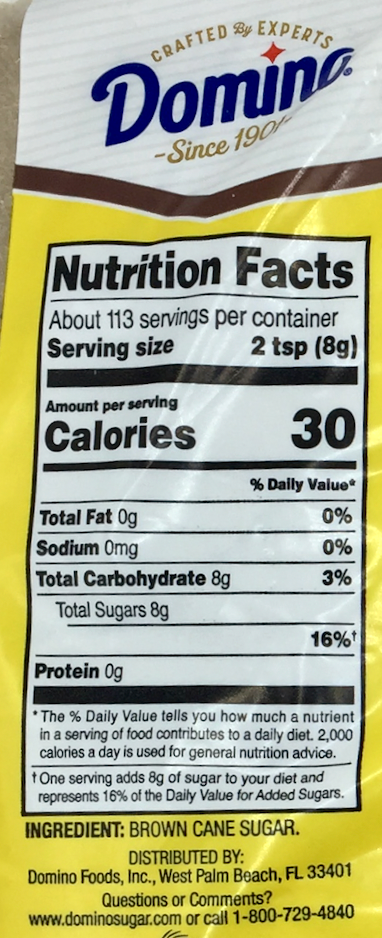 CRAFTED By EXPERTS
Domino
-Since 1901-
Nutrition Facts
About 113 servings per container
Serving size 2 tsp (8g)
Amount per serving
Calories 30
% Daily Value*
Total Fat 0g 0%
Sodium 0mg 0%
Total Carbohydrate 8g 3%
Total Sugars 8g
16%†
Protein 0g
* The % Daily Value tells you how much a nutrient
in a serving of food contributes to a daily diet. 2,000
calories a day is used for general nutrition advice.
† One serving adds 8g of sugar to your diet and
represents 16% of the Daily Value for Added Sugars.
INGREDIENT: BROWN CANE SUGAR.
DISTRIBUTED BY:
Domino Foods, Inc., West Palm Beach, FL 33401
Questions or Comments?
www.dominosugar.com or call 1-800-729-4840